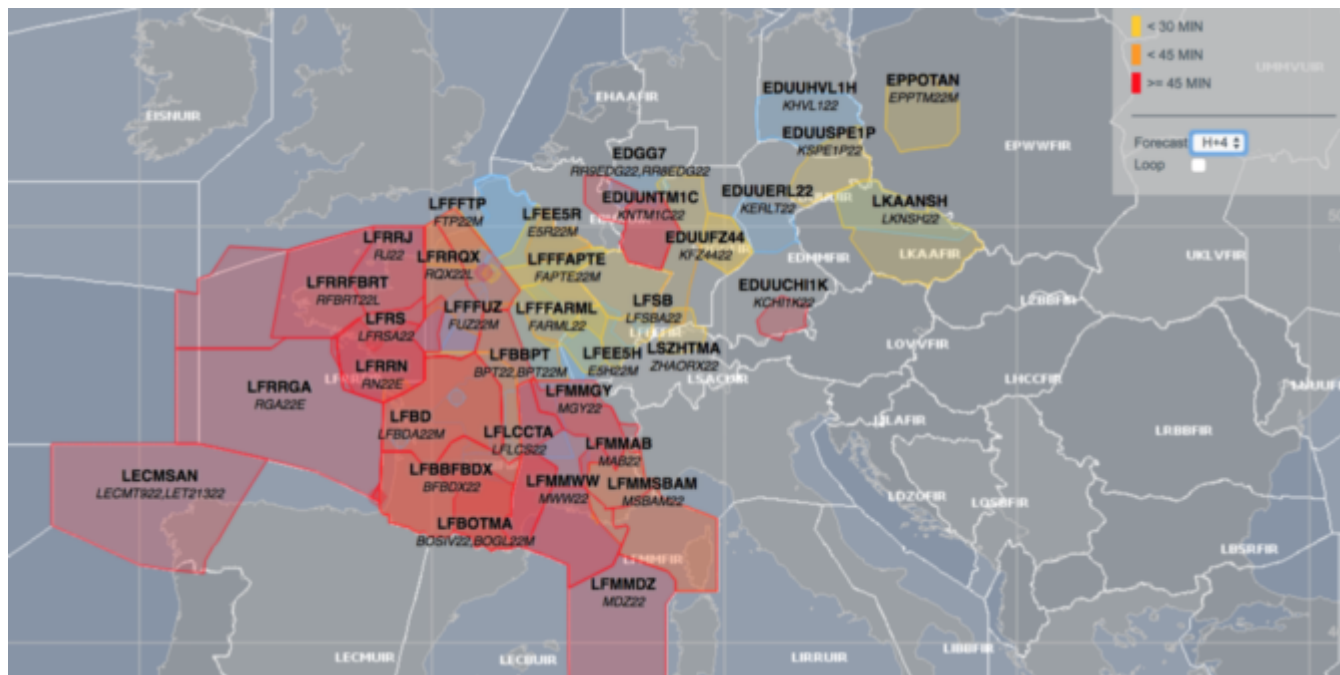 < 30 MIN
< 45 MIN
>= 45 MIN
Forecast H+4
Loop
UMMVUIR
EISNUIR
EHAAFIR
EDUUHVL1H
KHVL122
EPPOTAN
EPPTM22M
EDUUSPE1P
KSPE1P22
EPWWFIR
EDGG7
RR9EDG22,RR8EDG22
EDUUNTM1C
KNTM1C22
EDUUERL22
KERLT22
LKAANSH
LKNSH22
LFFFTP
FTP22M
LFEE5R
E5R22M
EDUUFZ44
KFZ4422
LKAAFIR
UKLVFIR
EDMMFIR
LFRRJ
RJ22
LFRRQX
RQX22L
LFFFAPTE
FAPTE22M
LFRRFBRT
RFBRT22L
EDUUCHI1K
KCHI1K22
LZBBFIR
LFRS
LFRSA22
LFFFUZ
FUZ22M
LFFFARML
FARML22
LFSB
LFSBA22
LOVVFIR
LFRRN
RN22E
LFBBPT
BPT22,BPT22M
LFEE5H
E5H22M
LSZHTMA
ZHAORX22
LSACUIR
LHCCFIR
LFRRGA
RGA22E
LFMMGY
MGY22
LJLAFIR
LRBBFIR
LFBD
LFBDA22M
LFLCCTA
LFLCS22
LFMMAB
MAB22
LECMSAN
LECMT922,LET21322
LFBBFBDX
BFBDX22
LFMMWW
MWW22
LFMMSBAM
MSBAM22
LDZOFIR
LQSBFIR
LFBOTMA
BOSIV22,BOGL22M
LFMMFIR
LBSRFIR
LFMMDZ
MDZ22
LECMUIR
LECBUIR
LIRRUIR
LIBBFIR